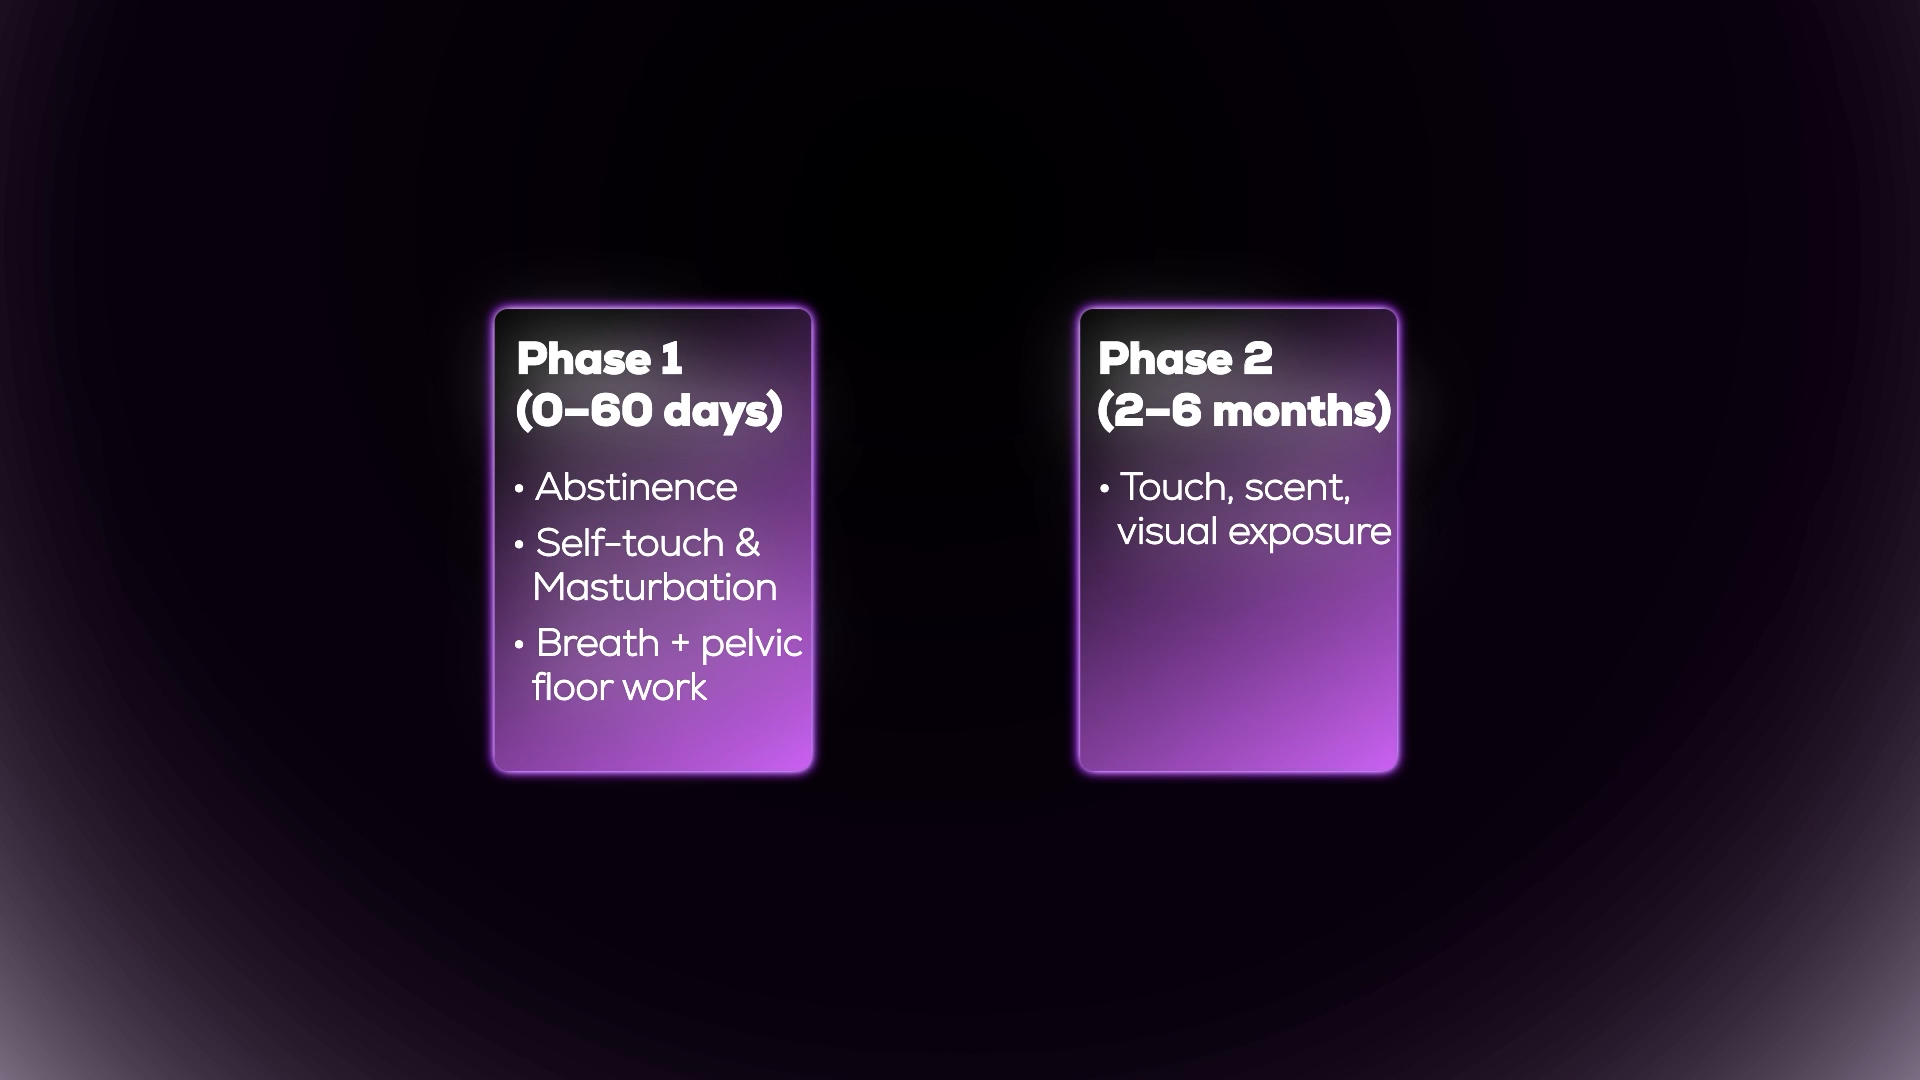 Phase 1
(0–60 days)
• Abstinence
• Self-touch &
Masturbation
• Breath + pelvic
floor work
Phase 2
(2–6 months)
• Touch, scent,
visual exposure